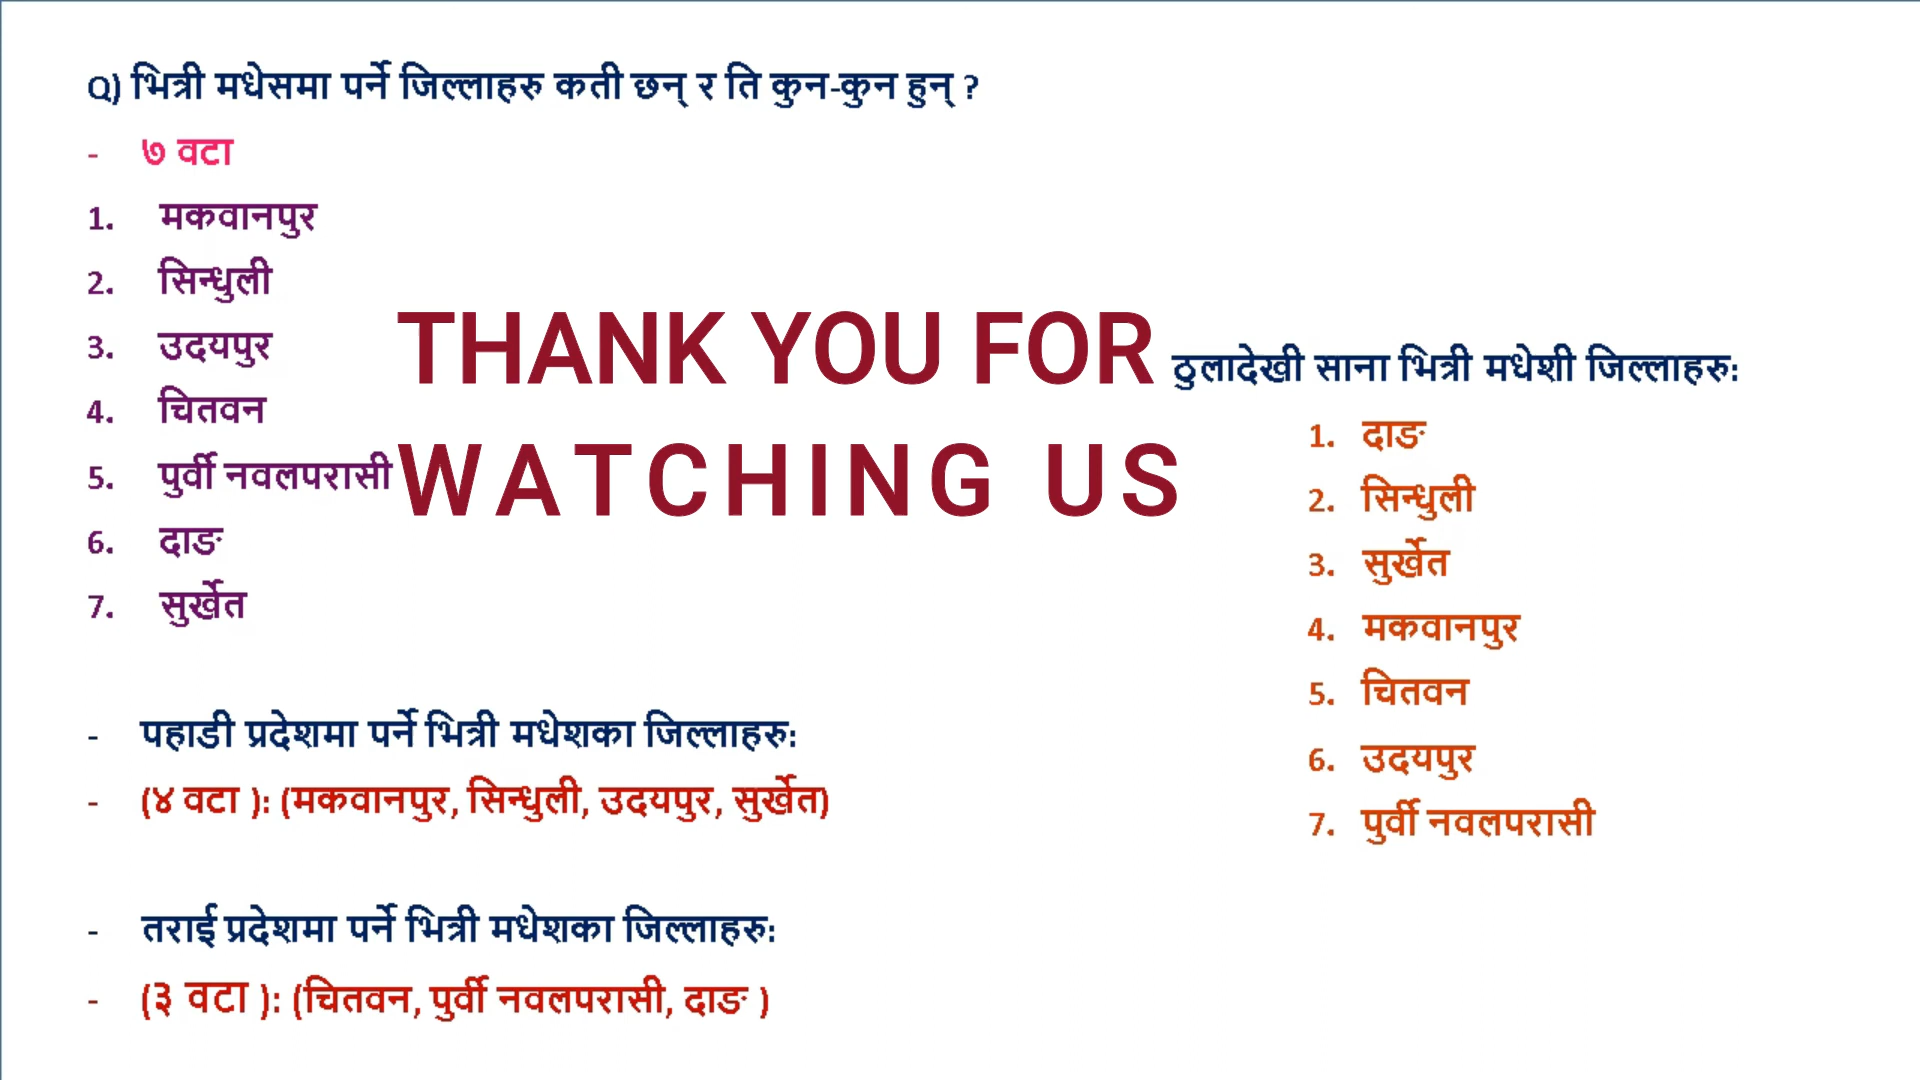 Q) भित्री मधेसमा पर्ने जिल्लाहरु कती छन् र ति कुन-कुन हुन् ?
- ७ वटा
1. मकवानपुर
2. सिन्धुली
3. उदयपुर
4. चितवन
5. पुर्वी नवलपरासी
6. दाङ
7. सुर्खेत
THANK YOU FOR
WATCHING US
- पहाडी प्रदेशमा पर्ने भित्री मधेशका जिल्लाहरु:
- (४ वटा ): (मकवानपुर, सिन्धुली, उदयपुर, सुर्खेत)
- तराई प्रदेशमा पर्ने भित्री मधेशका जिल्लाहरु:
- (३ वटा ): (चितवन, पुर्वी नवलपरासी, दाङ )
ठुलादेखी साना भित्री मधेशी जिल्लाहरु:
1. दाङ
2. सिन्धुली
3. सुर्खेत
4. मकवानपुर
5. चितवन
6. उदयपुर
7. पुर्वी नवलपरासी